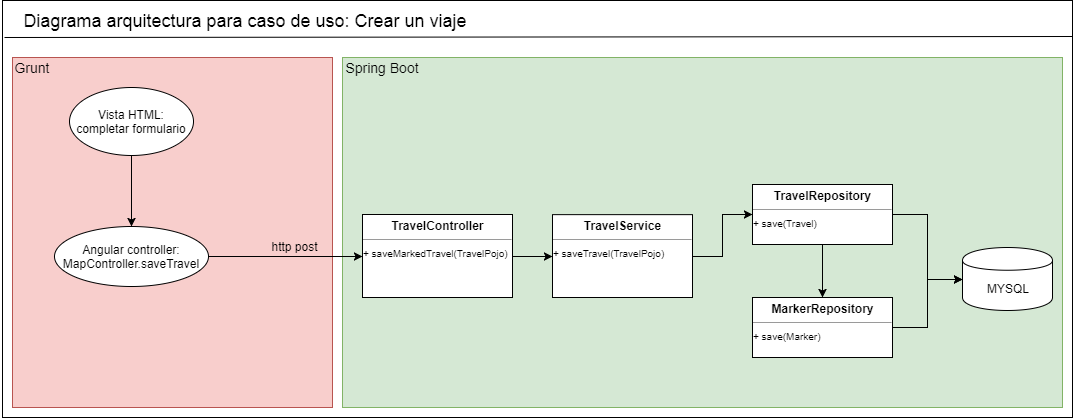 Diagrama arquitectura para caso de uso: Crear un viaje
Grunt
Vista HTML:
completar formulario
Angular controller:
MapController.saveTravel
http post
Spring Boot
TravelController
+ saveMarkedTravel(TravelPojo)
TravelService
+ saveTravel(TravelPojo)
TravelRepository
+ save(Travel)
MarkerRepository
+ save(Marker)
MYSQL